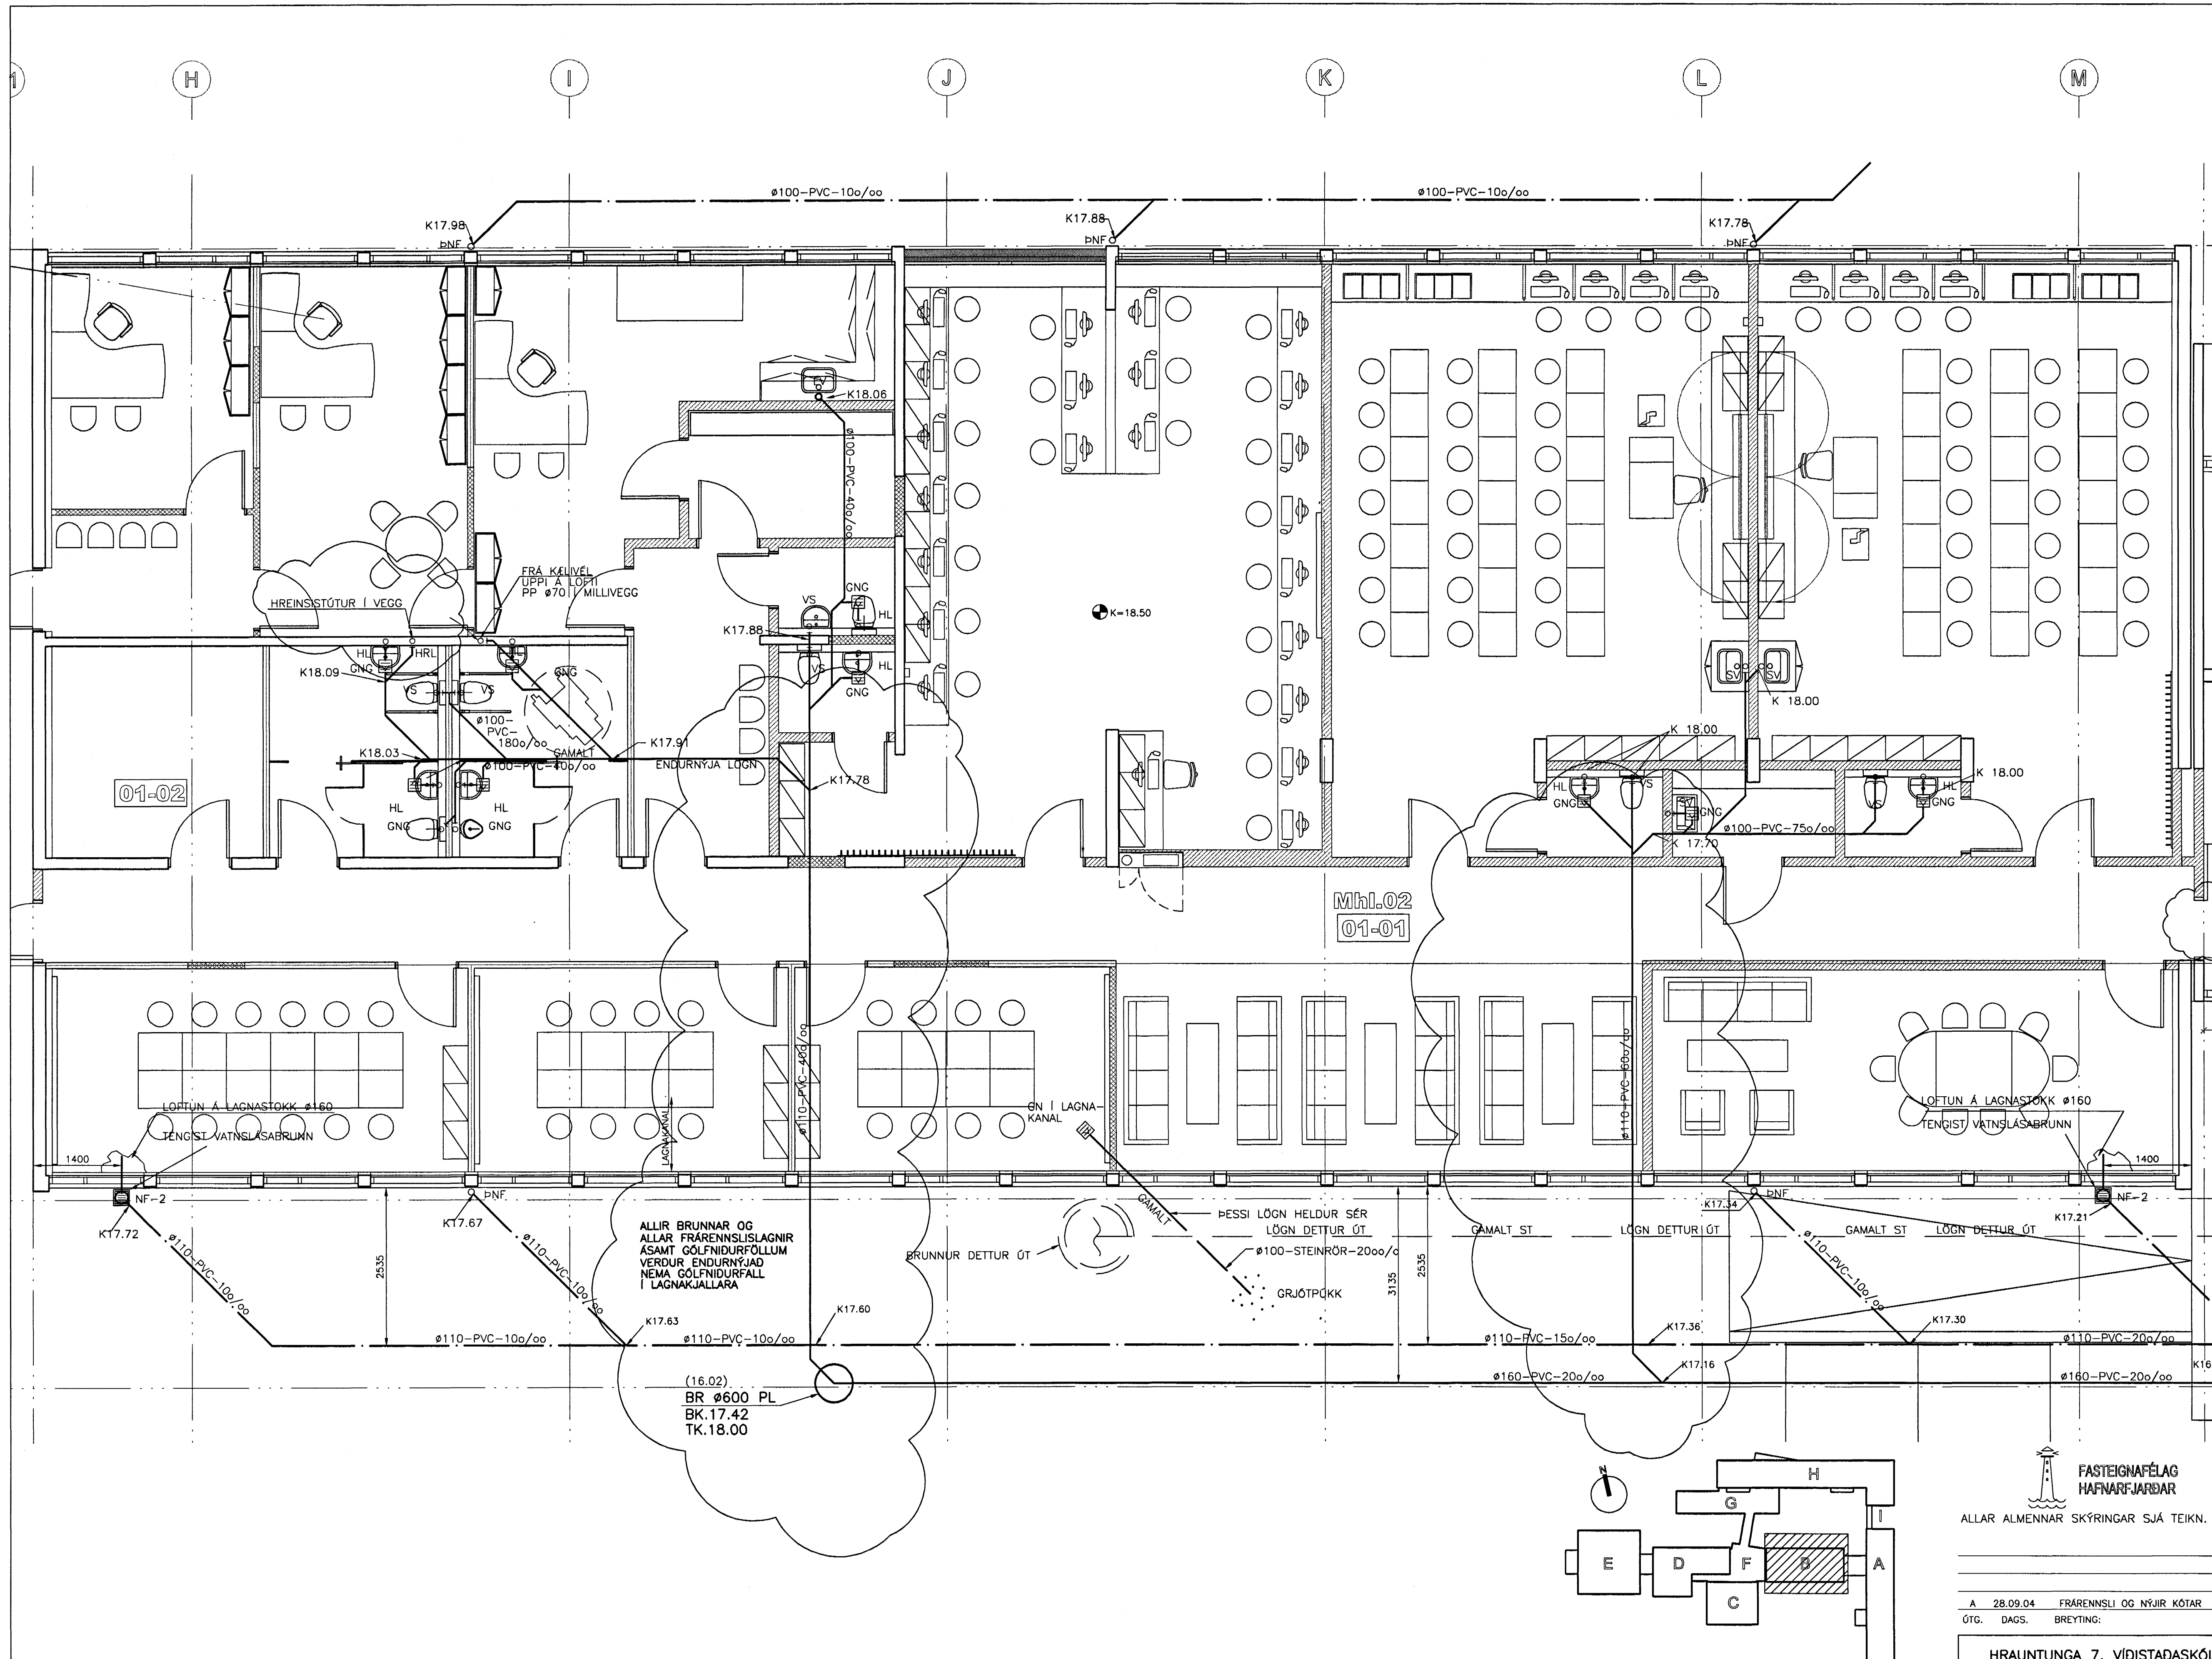 H
I
J
K
L
M
ø100-PVC-10o/oo
ø100-PVC-10o/oo
K17.98
ÞNF
K17.88
ÞNF
K17.78
ÞNF
K18.06
ø100-PVC-40o/oo
FRÁ KÆLIVÉL
UPPI Á LOFTI
PP ø70 Í MILLIVEGG
HREINSISTÚTUR Í VEGG
GNG
VS
HL
K=18.50
K17.88
HL
HRL
GNG
GNG
VS
HL
GNG
K18.09
VS
VS
SV
SV
K 18.00
ø100-
PVC-
180o/oo
GAMALT
K17.91
K18.03
ø100-PVC-40o/oo
ENDURNÝJA LÖGN
K17.78
K 18.00
K 18.00
01-02
HL
HL
GNG
GNG
HL
GNG
VS
SV
GNG
VS
HL
GNG
ø100-PVC-75o/oo
K 17.70
Mhl.02
01-01
ø110-PVC-40o/oo
ø110-PVC-60o/oo
LOFTUN Á LAGNASTOKK ø160
TENGIST VATNSLÁSABRUNN
LAGNAKANAL
GN Í LAGNA-
KANAL
LOFTUN Á LAGNASTOKK ø160
TENGIST VATNSLÁSABRUNN
1400
1400
NF-2
K17.72
K17.67
ÞNF
GAMALT
ÞESSI LÖGN HELDUR SÉR
LÖGN DETTUR ÚT
GAMALT ST
LÖGN DETTUR ÚT
K17.34
ÞNF
GAMALT ST
LÖGN DETTUR ÚT
K17.21
NF-2
ø110-PVC-10o/oo
2535
ø110-PVC-10o/oo
ALLIR BRUNNAR OG
ALLAR FRÁRENNSLISLAGNIR
ÁSAMT GÓLFNIÐURFÖLLUM
VERÐUR ENDURNÝJAÐ
NEMA GÓLFNIÐURFALL
Í LAGNAKJALLARA
BRUNNUR DETTUR ÚT
ø100-STEINRÖR-20oo/o
GRJÓTPÚKK
3135
2535
ø110-PVC-10o/oo
K17.63
K17.60
K17.36
K17.30
ø110-PVC-10o/oo
ø110-PVC-10o/oo
ø110-PVC-15o/oo
ø110-PVC-20o/oo
K17.16
K16
ø160-PVC-20o/oo
ø160-PVC-20o/oo
(16.02)
BR ø600 PL
BK.17.42
TK.18.00
N
H
G
I
E
D
F
B
A
C
FASTEIGNAFÉLAG
HAFNARFJARÐAR
ALLAR ALMENNAR SKÝRINGAR SJÁ TEIKN.
A 28.09.04 FRÁRENNSLI OG NÝJIR KÓTAR
ÚTG. DAGS. BREYTING:
HRAUNTUNGA 7, VÍÐISTAÐASKÓL